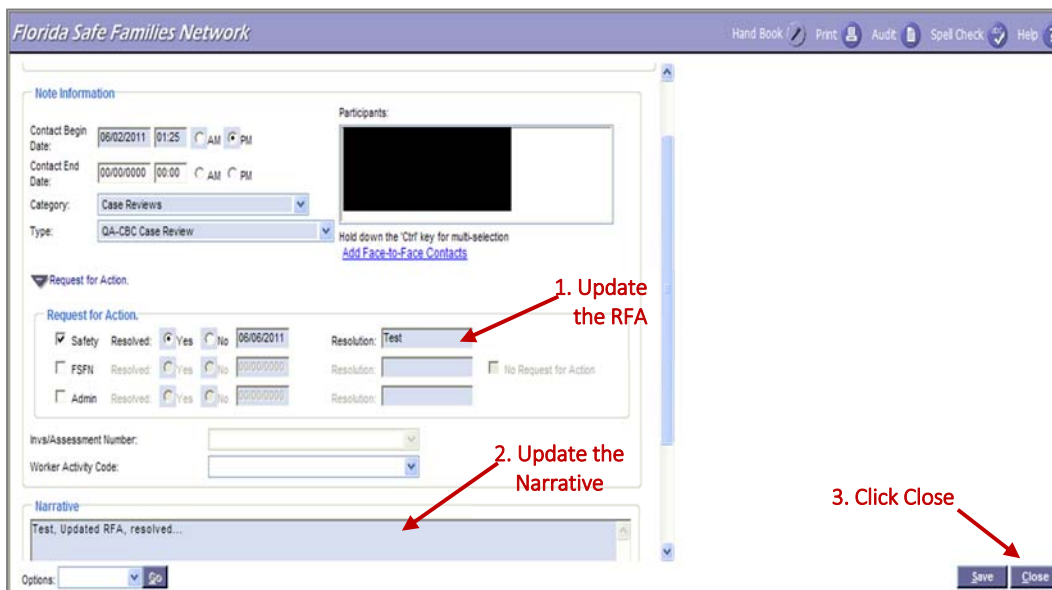 Florida Safe Families Network
Hand Book Print Audit Spell Check Help ?
Note Information
Participants:
Contact Begin Date: 06/02/2011 01:25 AM PM
Contact End Date: 00/00/0000 00:00 AM PM
Category: Case Reviews
Type: QA-CBC Case Review
Hold down the 'Ctrl' key for multi-selection
Add Face-to-Face Contacts
Request for Action.
1. Update
the RFA
Request for Action.
Safety Resolved: Yes No 06/06/2011 Resolution: Test
FSFN Resolved: Yes No 00/00/0000 Resolution: No Request for Action
Admin Resolved: Yes No 00/00/0000 Resolution:
Invs/Assessment Number:
Worker Activity Code:
2. Update the
Narrative
3. Click Close
Narrative
Test, Updated RFA, resolved...
Options: Go
Save Close